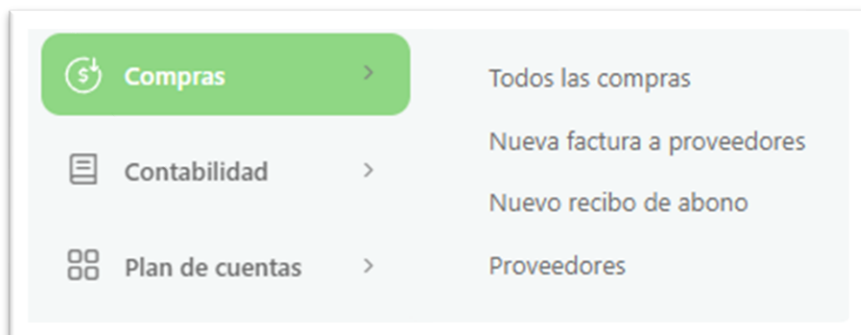 Compras
Contabilidad
Plan de cuentas
Todos las compras
Nueva factura a proveedores
Nuevo recibo de abono
Proveedores